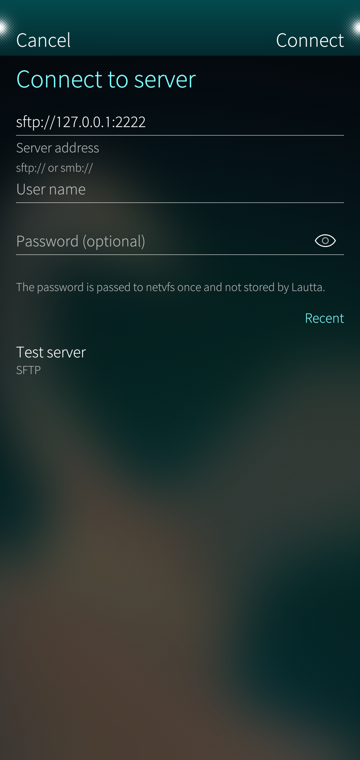 Cancel
Connect
Connect to server
sftp://127.0.0.1:2222
Server address
sftp:// or smb://
User name
Password (optional)
The password is passed to netvfs once and not stored by Lautta.
Recent
Test server
SFTP